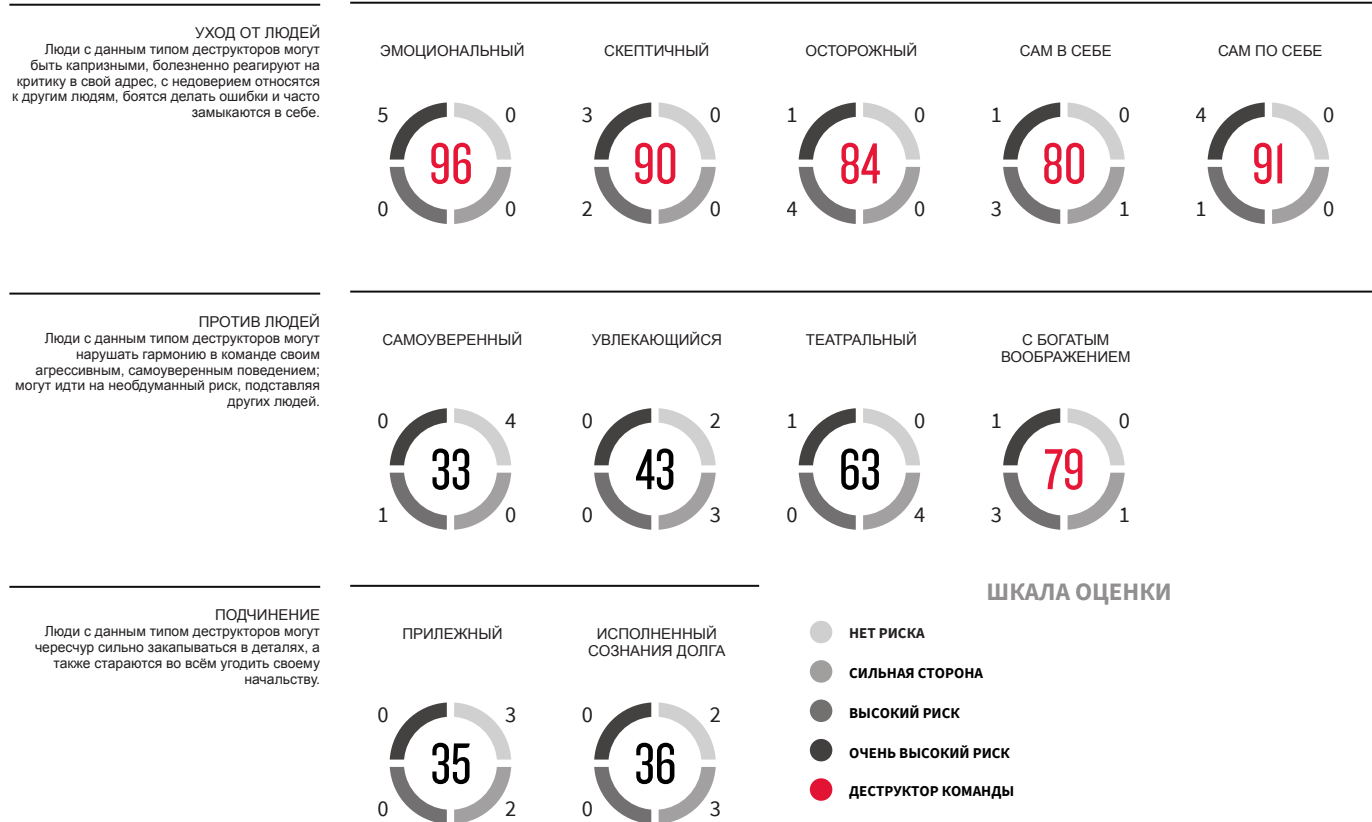 УХОД ОТ ЛЮДЕЙ
Люди с данным типом деструкторов могут
быть капризными, болезненно реагируют на
критику в свой адрес, с недоверием относятся
к другим людям, боятся делать ошибки и часто
замыкаются в себе.
ЭМОЦИОНАЛЬНЫЙ
СКЕПТИЧНЫЙ
ОСТОРОЖНЫЙ
САМ В СЕБЕ
САМ ПО СЕБЕ
5 0 3 0 1 0 1 0 4 0
96 90 84 80 91
0 0 2 0 4 0 3 1 1 0
ПРОТИВ ЛЮДЕЙ
Люди с данным типом деструкторов могут
нарушать гармонию в команде своим
агрессивным, самоуверенным поведением;
могут идти на необдуманный риск, подставляя
других людей.
САМОУВЕРЕННЫЙ
УВЛЕКАЮЩИЙСЯ
ТЕАТРАЛЬНЫЙ
С БОГАТЫМ
ВООБРАЖЕНИЕМ
0 4 0 2 1 0 1 0
33 43 63 79
1 0 0 3 0 4 3 1
ПОДЧИНЕНИЕ
Люди с данным типом деструкторов могут
чересчур сильно закапываться в деталях, а
также стараются во всём угодить своему
начальству.
ПРИЛЕЖНЫЙ
ИСПОЛНЕННЫЙ
СОЗНАНИЯ ДОЛГА
0 3 0 2
35 36
0 2 0 3
ШКАЛА ОЦЕНКИ
НЕТ РИСКА
СИЛЬНАЯ СТОРОНА
ВЫСОКИЙ РИСК
ОЧЕНЬ ВЫСОКИЙ РИСК
ДЕСТРУКТОР КОМАНДЫ